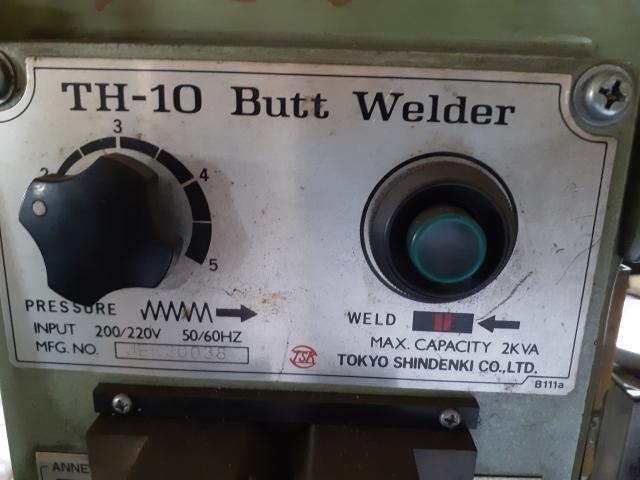 TH-10 Butt Welder
2 3 4 5
PRESSURE
INPUT 200/220V 50/60HZ
MFG. NO.
WELD
MAX. CAPACITY 2KVA
TSK
TOKYO SHINDENKI CO.,LTD.
B111a